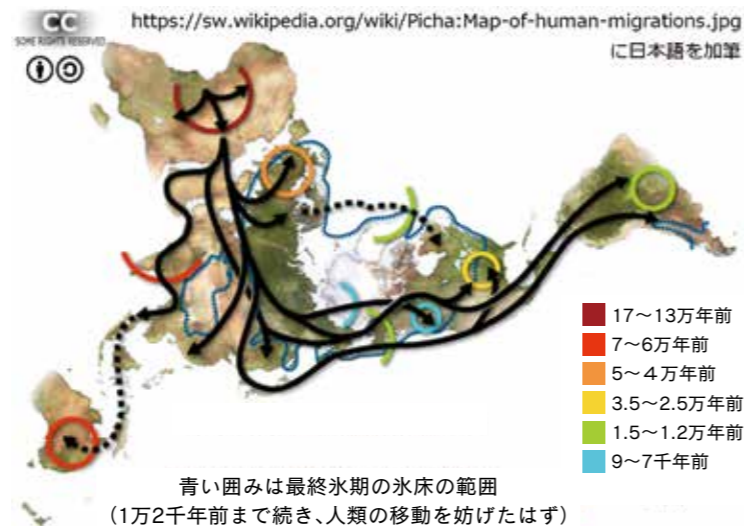 CC
SOME RIGHTS RESERVED
https://sw.wikipedia.org/wiki/Picha:Map-of-human-migrations.jpg
に日本語を加筆
17～13万年前
7～6万年前
5～4万年前
3.5～2.5万年前
1.5～1.2万年前
9～7千年前
青い囲みは最終氷期の氷床の範囲
(1万2千年前まで続き、人類の移動を妨げたはず)